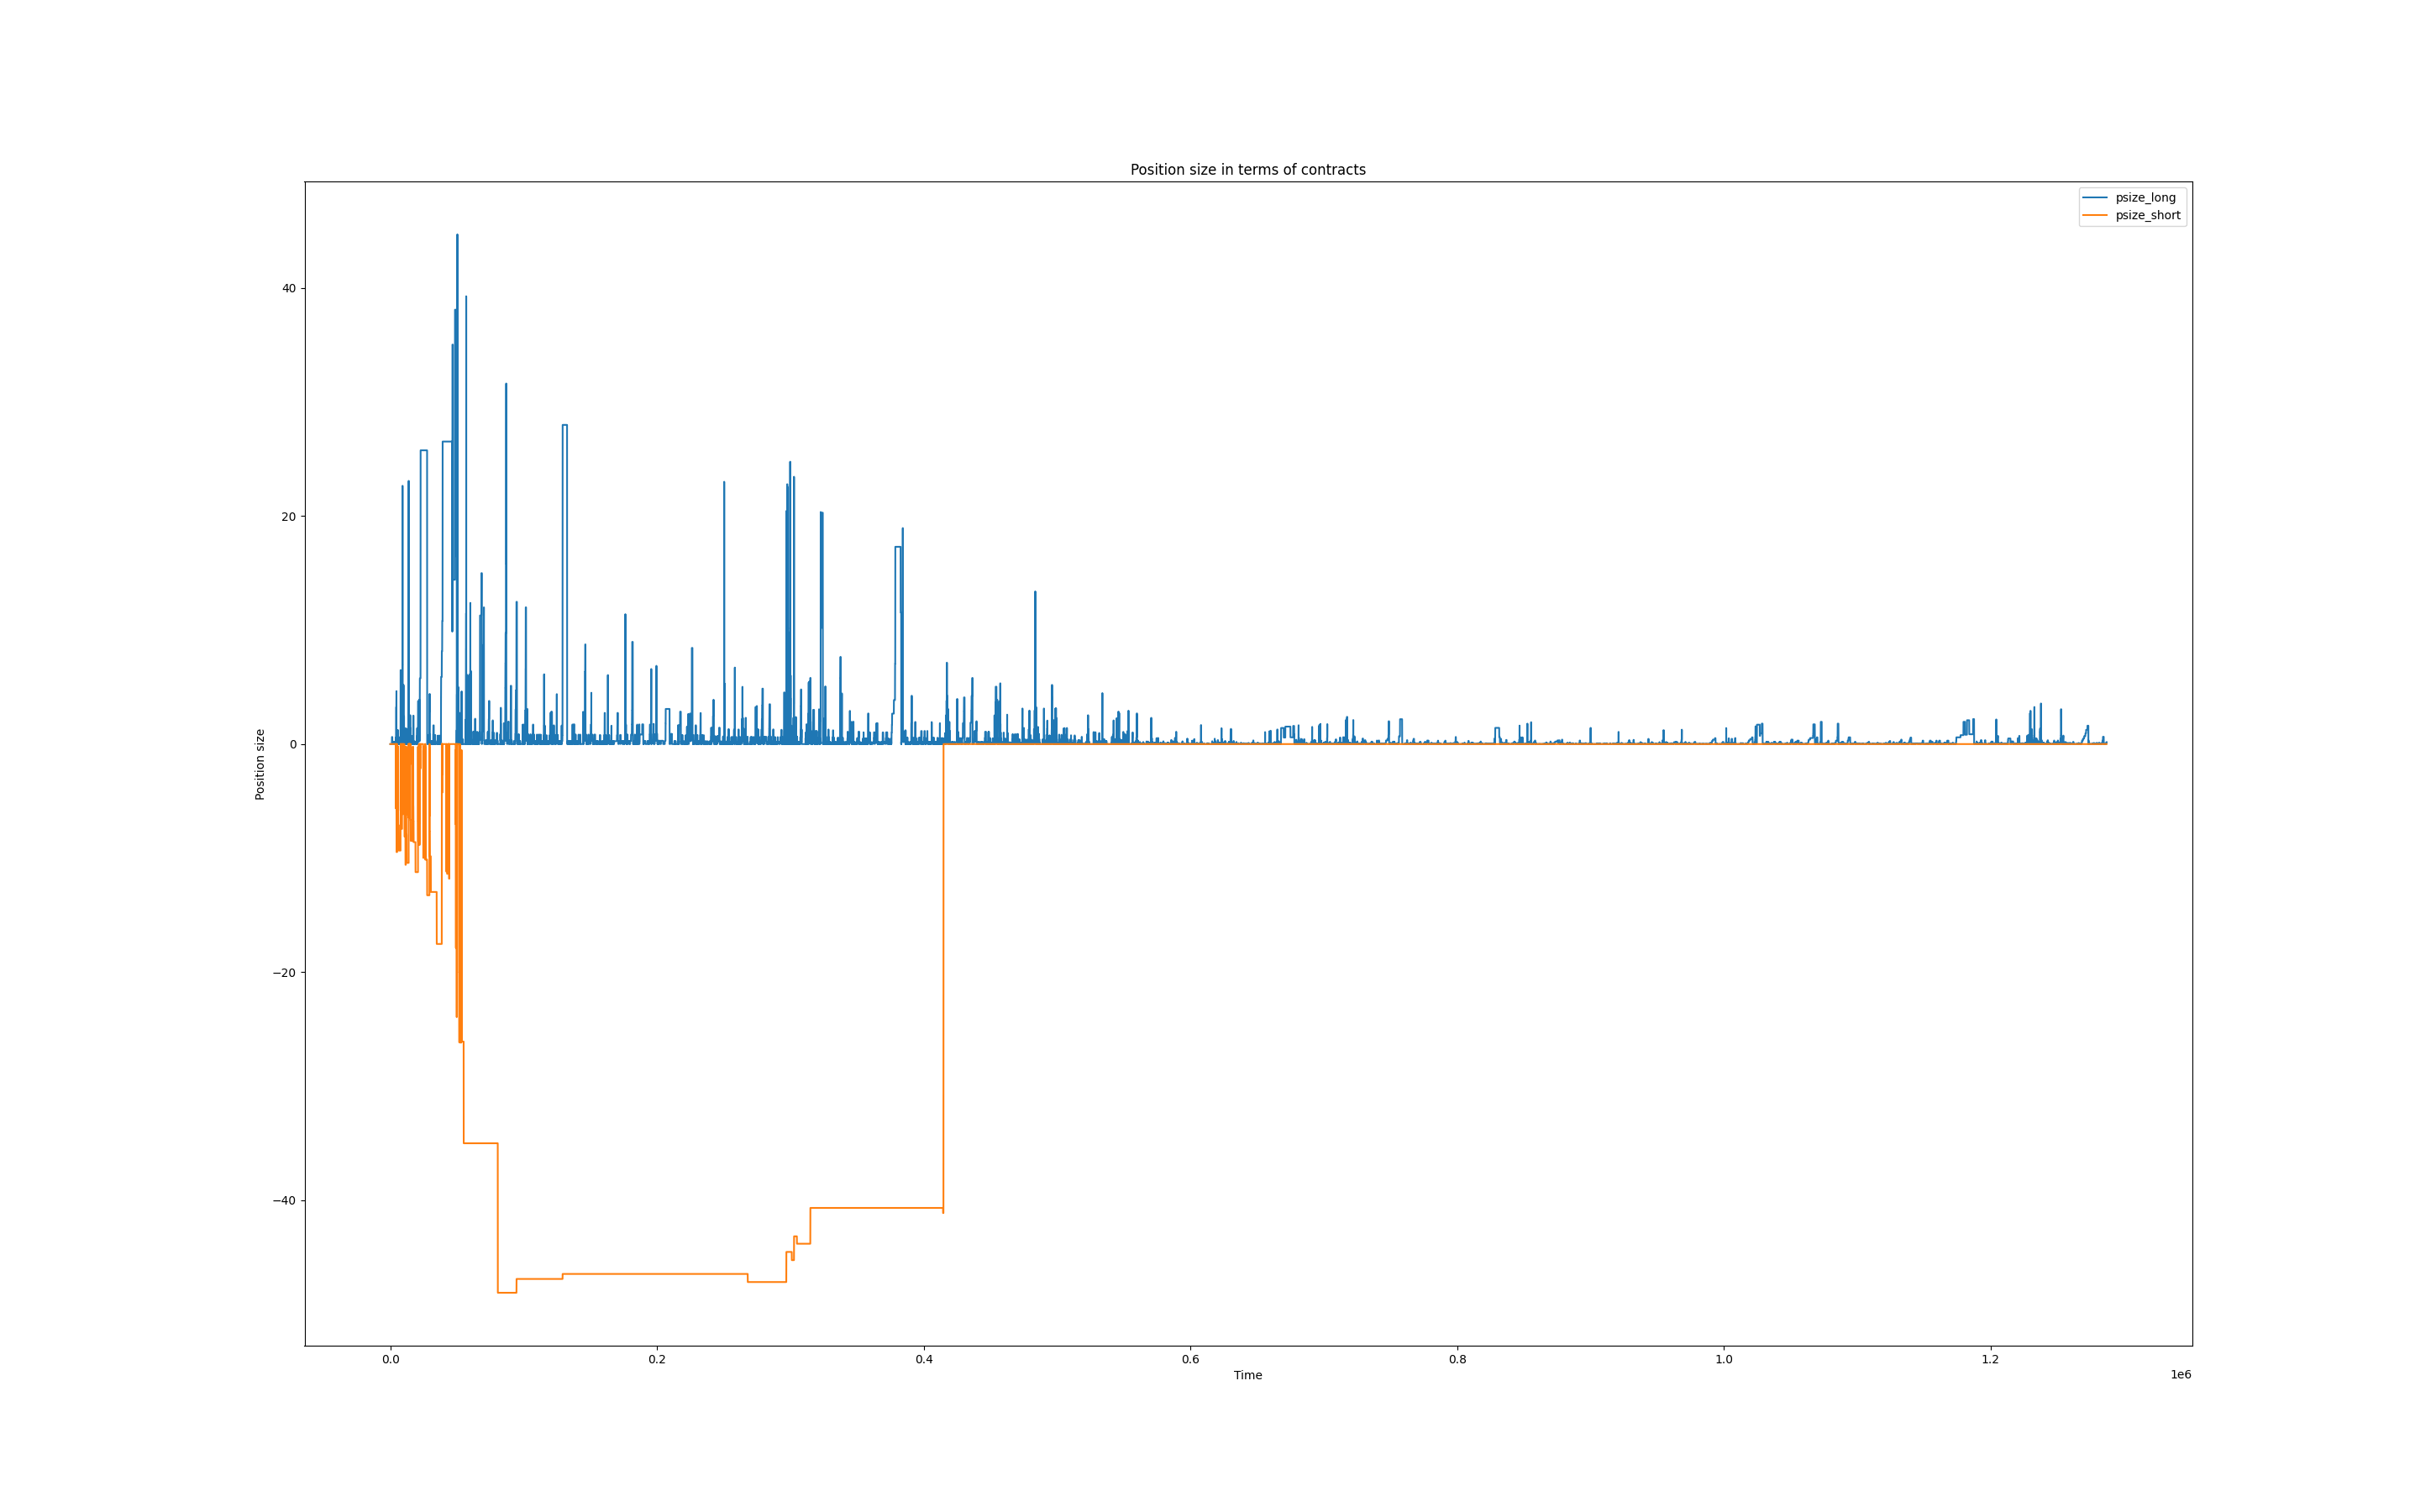 Position size in terms of contracts
psize_long
psize_short
40
20
0
−20
−40
Position size
0.0
0.2
0.4
0.6
0.8
1.0
1.2
Time
1e6